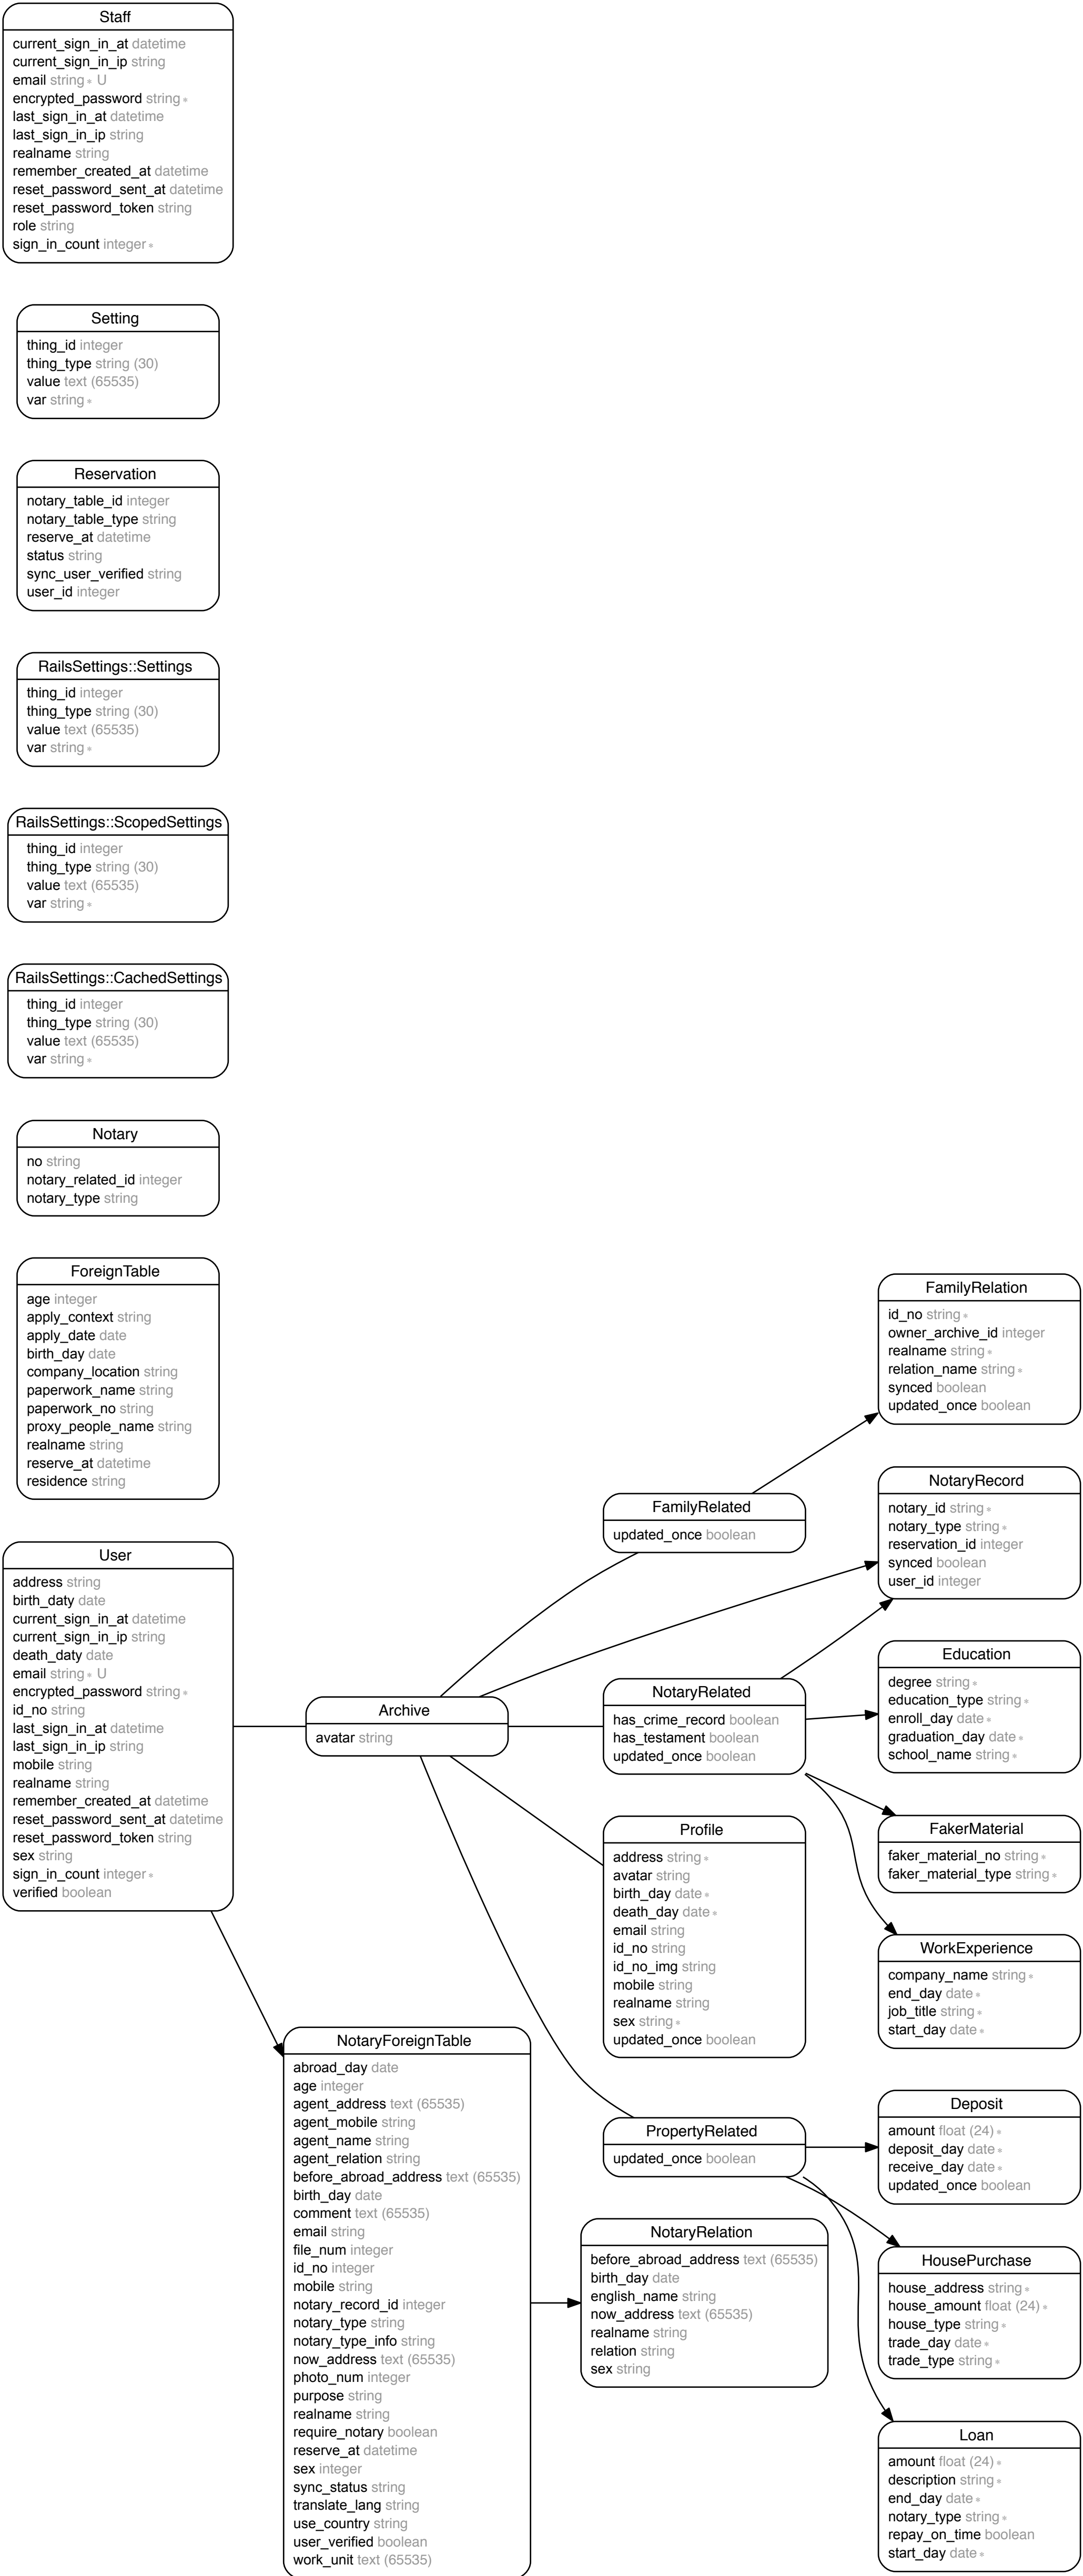 Staff
current_sign_in_at datetime
current_sign_in_ip string
email string ∗ U
encrypted_password string ∗
last_sign_in_at datetime
last_sign_in_ip string
realname string
remember_created_at datetime
reset_password_sent_at datetime
reset_password_token string
role string
sign_in_count integer ∗
Setting
thing_id integer
thing_type string (30)
value text (65535)
var string ∗
Reservation
notary_table_id integer
notary_table_type string
reserve_at datetime
status string
sync_user_verified string
user_id integer
RailsSettings::Settings
thing_id integer
thing_type string (30)
value text (65535)
var string ∗
RailsSettings::ScopedSettings
thing_id integer
thing_type string (30)
value text (65535)
var string ∗
RailsSettings::CachedSettings
thing_id integer
thing_type string (30)
value text (65535)
var string ∗
Notary
no string
notary_related_id integer
notary_type string
ForeignTable
age integer
apply_context string
apply_date date
birth_day date
company_location string
paperwork_name string
paperwork_no string
proxy_people_name string
realname string
reserve_at datetime
residence string
User
address string
birth_daty date
current_sign_in_at datetime
current_sign_in_ip string
death_daty date
email string ∗ U
encrypted_password string ∗
id_no string
last_sign_in_at datetime
last_sign_in_ip string
mobile string
realname string
remember_created_at datetime
reset_password_sent_at datetime
reset_password_token string
sex string
sign_in_count integer ∗
verified boolean
Archive
avatar string
NotaryForeignTable
abroad_day date
age integer
agent_address text (65535)
agent_mobile string
agent_name string
agent_relation string
before_abroad_address text (65535)
birth_day date
comment text (65535)
email string
file_num integer
id_no integer
mobile string
notary_record_id integer
notary_type string
notary_type_info string
now_address text (65535)
photo_num integer
purpose string
realname string
require_notary boolean
reserve_at datetime
sex integer
sync_status string
translate_lang string
use_country string
user_verified boolean
work_unit text (65535)
FamilyRelated
updated_once boolean
NotaryRelated
has_crime_record boolean
has_testament boolean
updated_once boolean
Profile
address string ∗
avatar string
birth_day date ∗
death_day date ∗
email string
id_no string
id_no_img string
mobile string
realname string
sex string ∗
updated_once boolean
PropertyRelated
updated_once boolean
NotaryRelation
before_abroad_address text (65535)
birth_day date
english_name string
now_address text (65535)
realname string
relation string
sex string
FamilyRelation
id_no string ∗
owner_archive_id integer
realname string ∗
relation_name string ∗
synced boolean
updated_once boolean
NotaryRecord
notary_id string ∗
notary_type string ∗
reservation_id integer
synced boolean
user_id integer
Education
degree string ∗
education_type string ∗
enroll_day date ∗
graduation_day date ∗
school_name string ∗
FakerMaterial
faker_material_no string ∗
faker_material_type string ∗
WorkExperience
company_name string ∗
end_day date ∗
job_title string ∗
start_day date ∗
Deposit
amount float (24) ∗
deposit_day date ∗
receive_day date ∗
updated_once boolean
HousePurchase
house_address string ∗
house_amount float (24) ∗
house_type string ∗
trade_day date ∗
trade_type string ∗
Loan
amount float (24) ∗
description string ∗
end_day date ∗
notary_type string ∗
repay_on_time boolean
start_day date ∗